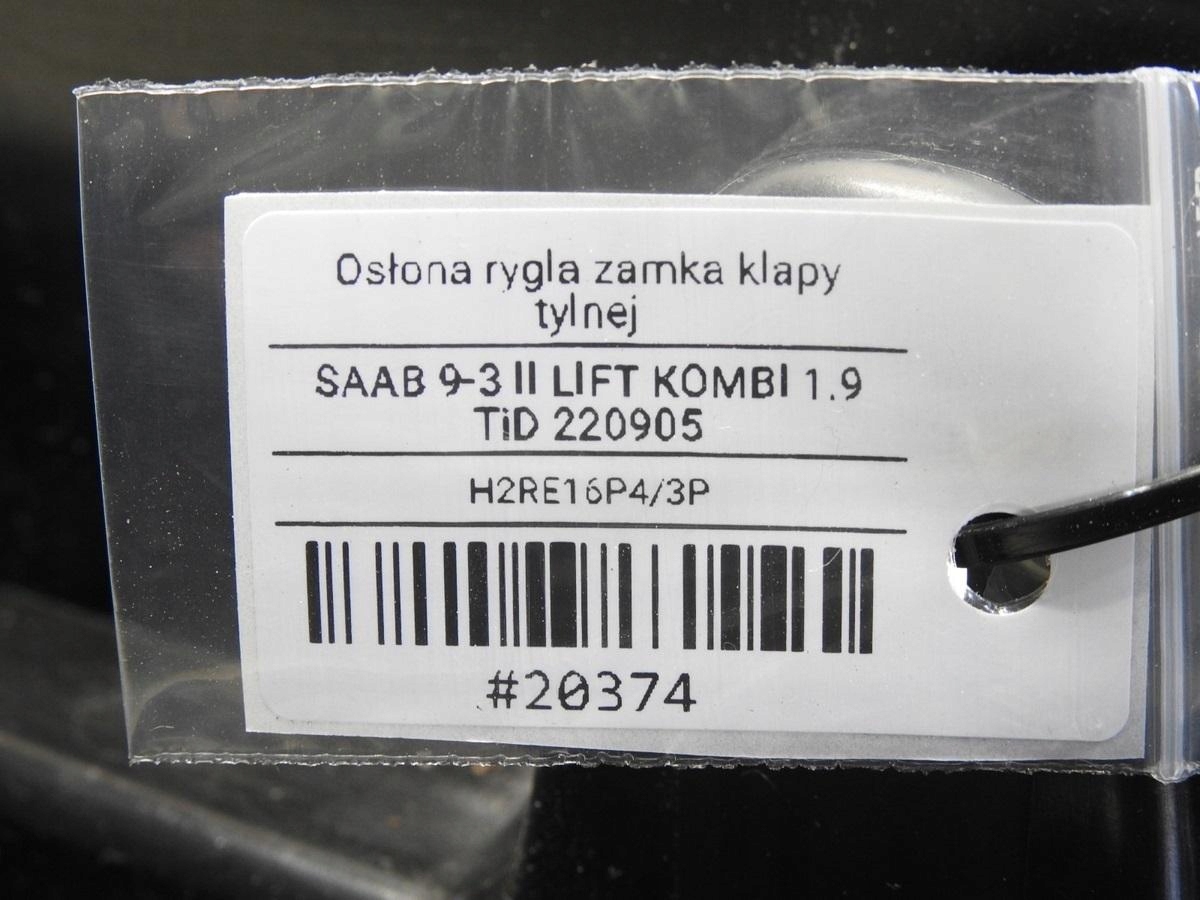 Osłona rygla zamka klapy
tylnej
SAAB 9-3 II LIFT KOMBI 1.9
TiD 220905
H2RE16P4/3P
#20374